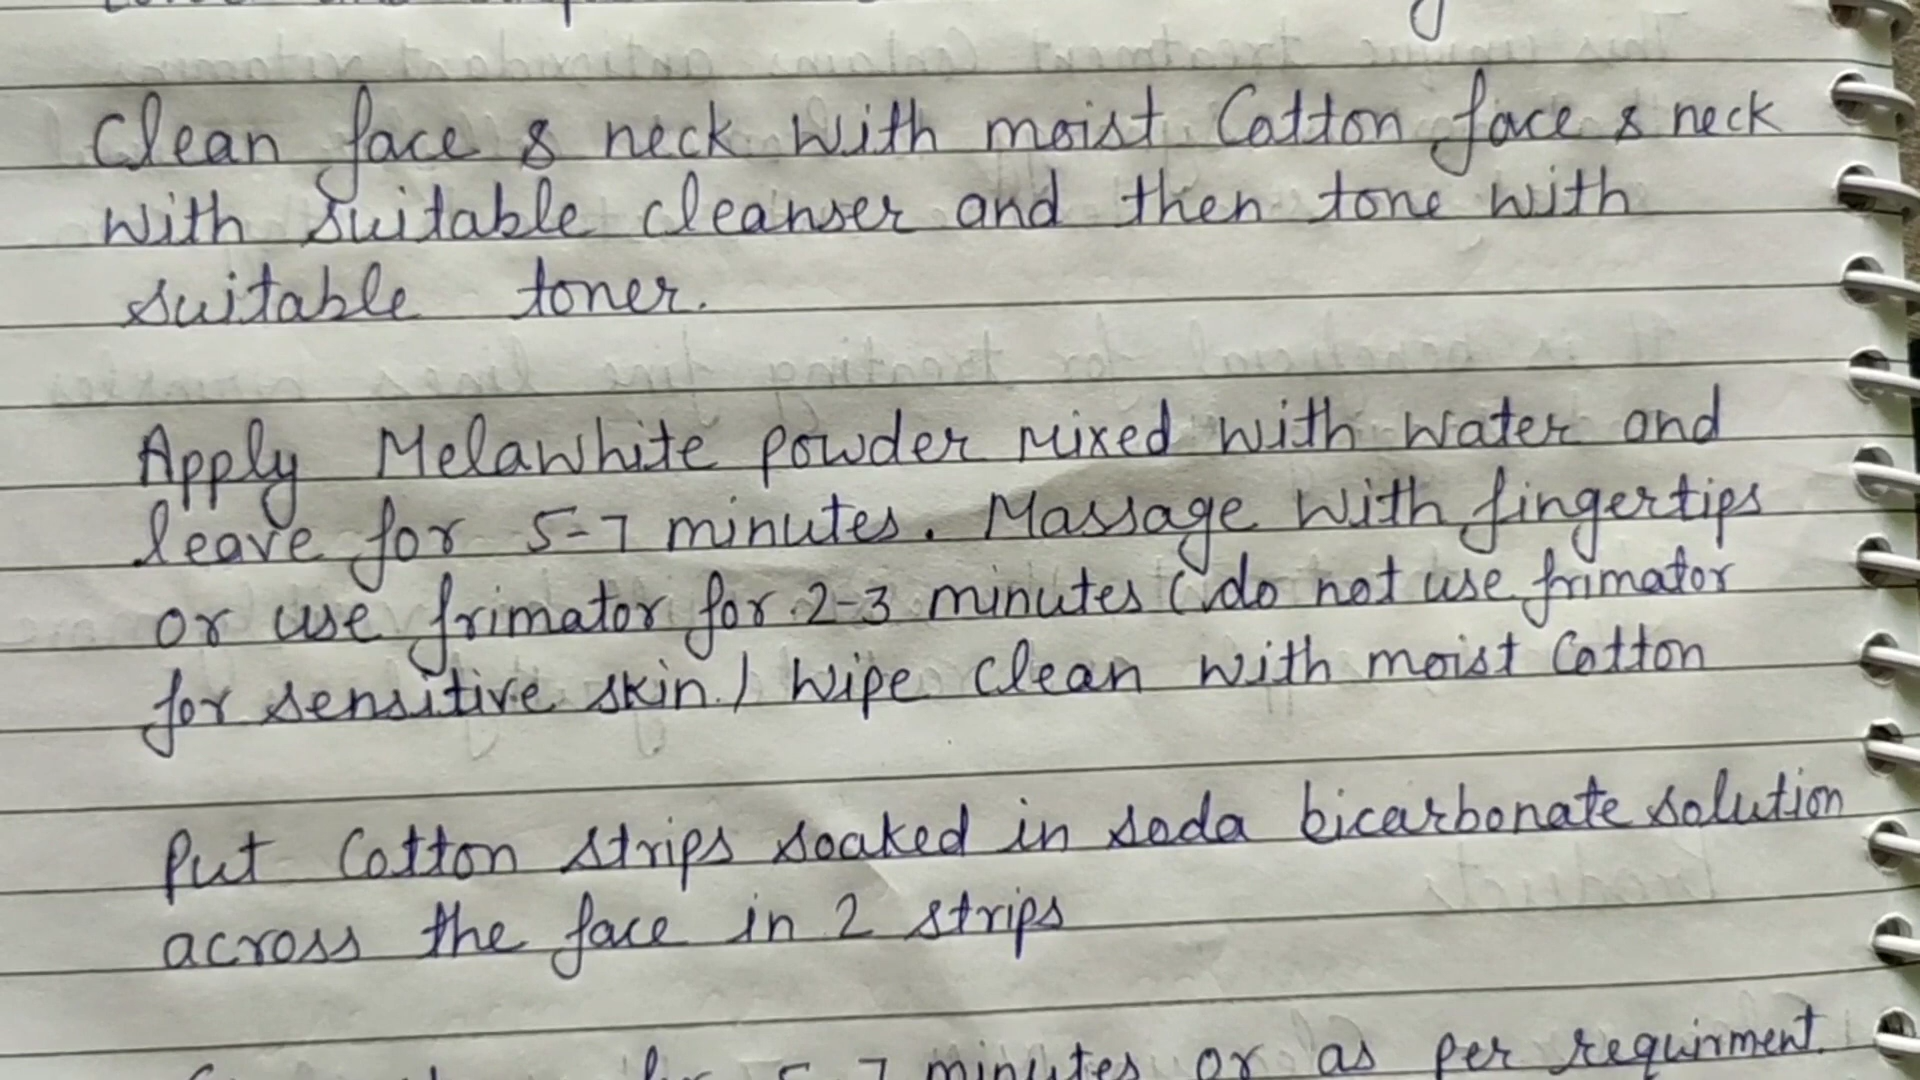 Clean face & neck with moist Cotton face & neck
with suitable cleanser and then tone with
suitable toner.
Apply Melawhite powder mixed with water and
leave for 5-7 minutes. Massage with fingertips
or use frimator for 2-3 minutes (do not use frimator
for sensitive skin.) Wipe clean with moist Cotton
Put Cotton strips soaked in soda bicarbonate solution
across the face in 2 strips
5-7 minutes or as per requirment.